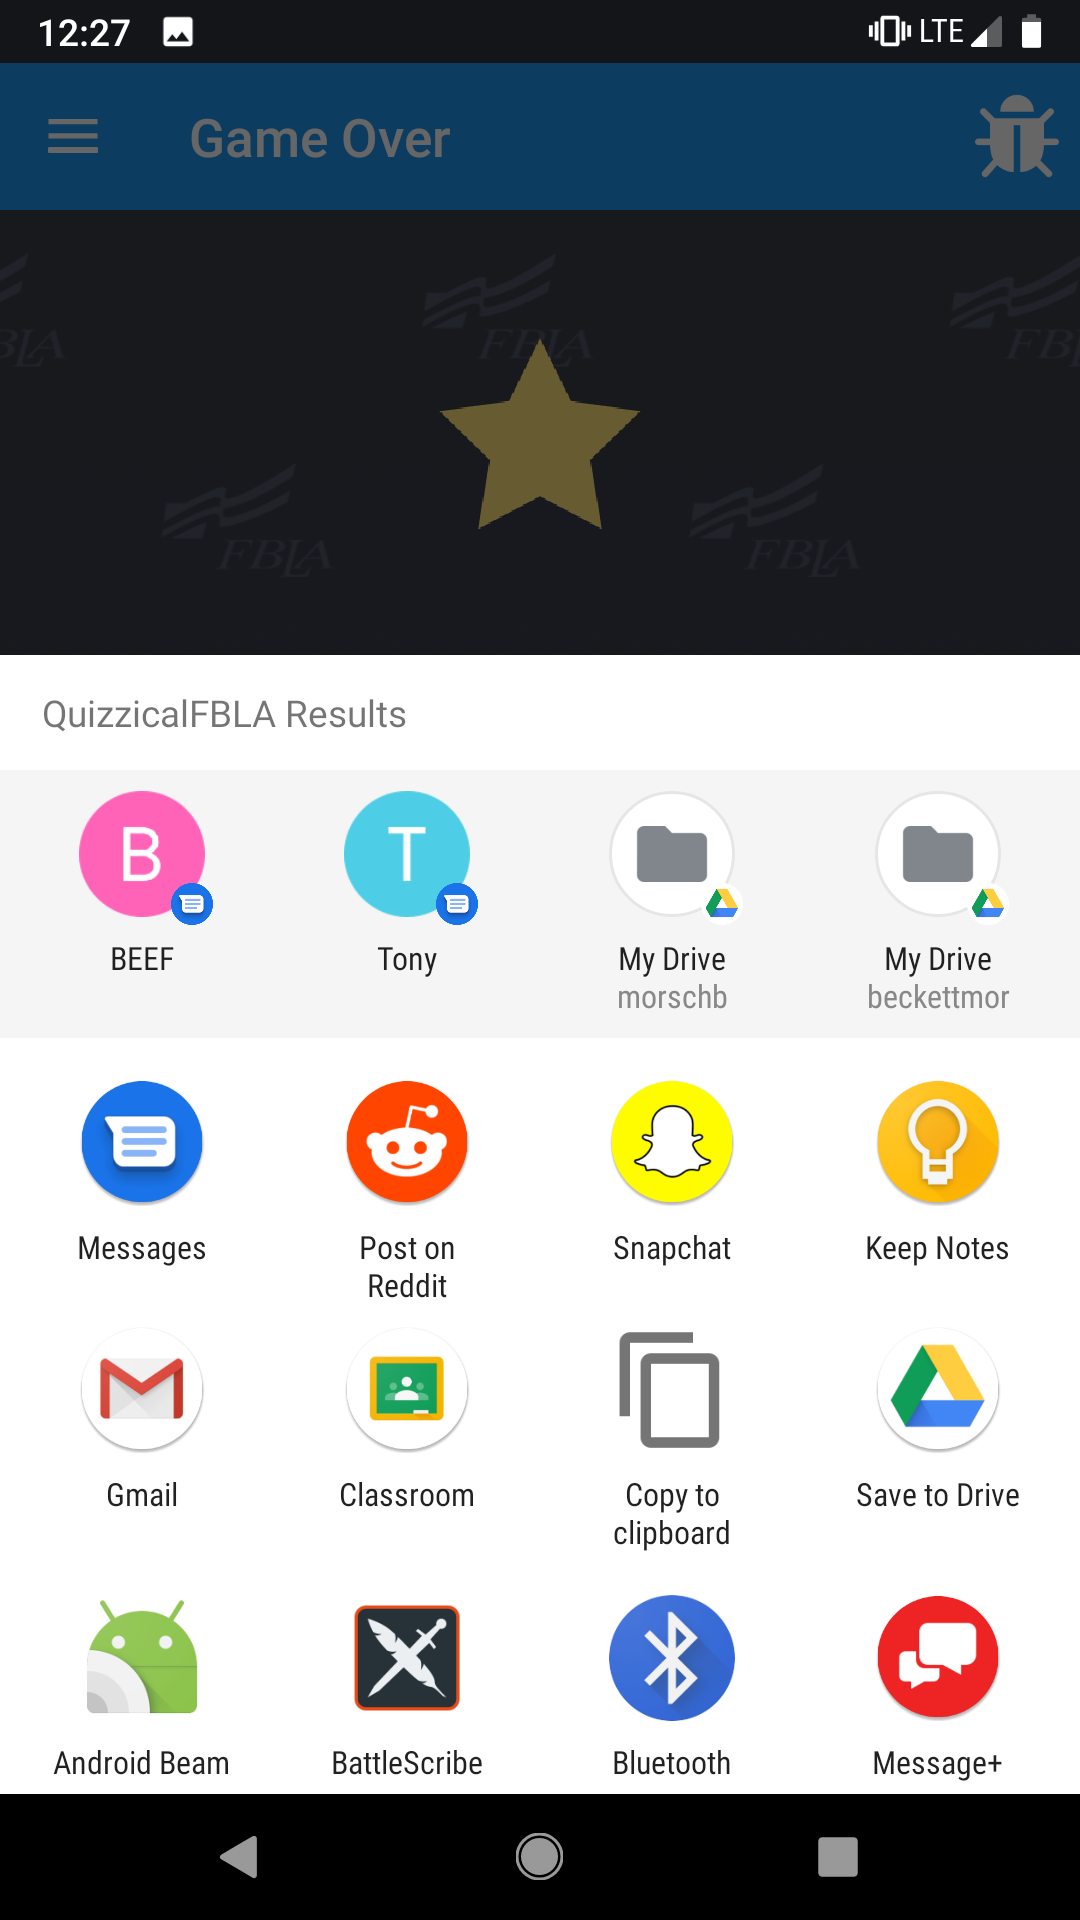 12:27
LTE
Game Over
FBLA
FBLA
FBLA
FBLA
QuizzicalFBLA Results
B
T
BEEF
Tony
My Drive
My Drive
morschb
beckettmor
Messages
Post on
Reddit
Snapchat
Keep Notes
Gmail
Classroom
Copy to
clipboard
Save to Drive
Android Beam
BattleScribe
Bluetooth
Message+